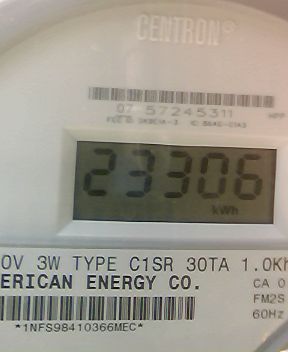 CENTRON®
07 57245311
23306
kWh
0V 3W TYPE C1SR 30TA 1.0Kh
ERICAN ENERGY CO.
CA 0
FM2S
60Hz
*1NFS98410366MEC*